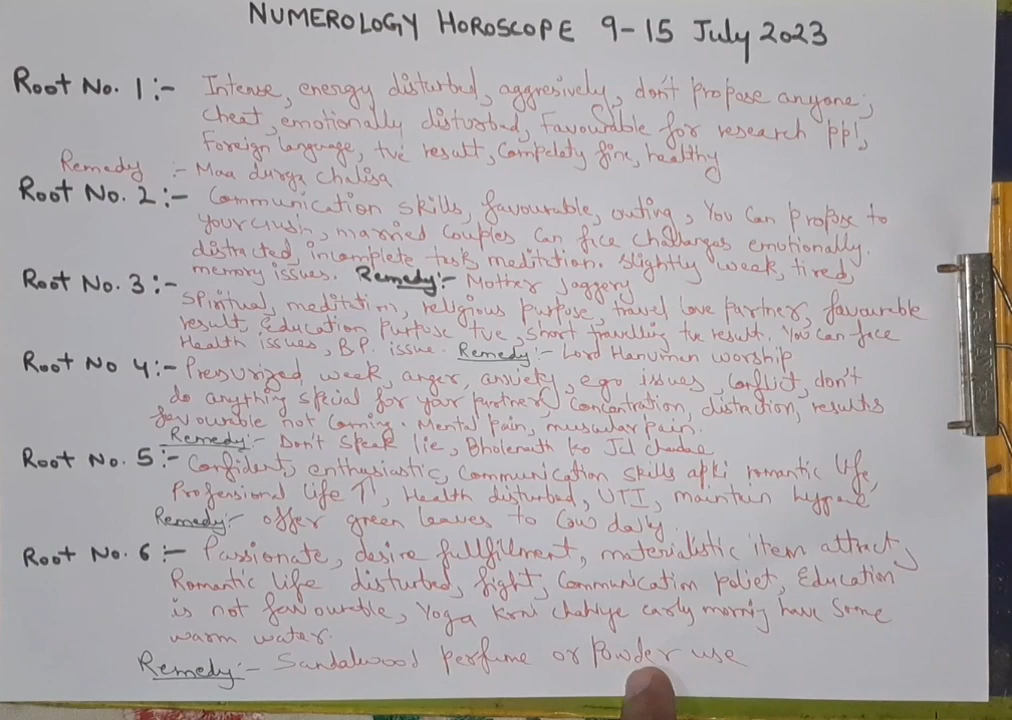 NUMEROLOGY HOROSCOPE 9-15 July 2023
Root No. 1:- Intense, energy disturbed, aggresively, don't propose anyone,
cheat, emotionally disturbed, Favourable for research ppl,
Foreign language, tve result, Completely fine, healthy
Remedy :- Maa durga Chalisa
Root No. 2:- Communication skills, favourable, outing, You can propose to
your crush, married couples can face challanges emotionally.
distracted, incomplete task, meditation. slightly weak, tired,
memory issues. Remedy:- Mother Jaggery
Root No. 3:- Spiritual, meditation, religious purpose, travel love partner, favourable
result, education purpose tve, short travelling tve result. You can face
Health issues, B.P. issue. Remedy:- Lord Hanuman worship
Root No 4:- Presurized week, anger, anxiety, ego issues, conflict, don't
do anything special for your partner, concentration, distraction, results
favourable not coming. Mental pain, muscular pain.
Remedy:- Don't speak lie, Bholenath ko Jal chadae
Root No. 5:- Confident, enthusiastic, communication skills apki romantic life,
Professional life ↑, Health disturbed, UTI, maintain
Remedy:- offer green leaves to Cow daily.
Root No. 6:- Passionate, desire fullfillment, materialistic item attract,
Romantic life disturbed, fight, Communication, Education
is not favourable, Yoga krni chahiye early morning have some
warm water.
Remedy:- Sandalwood perfume or Powder use